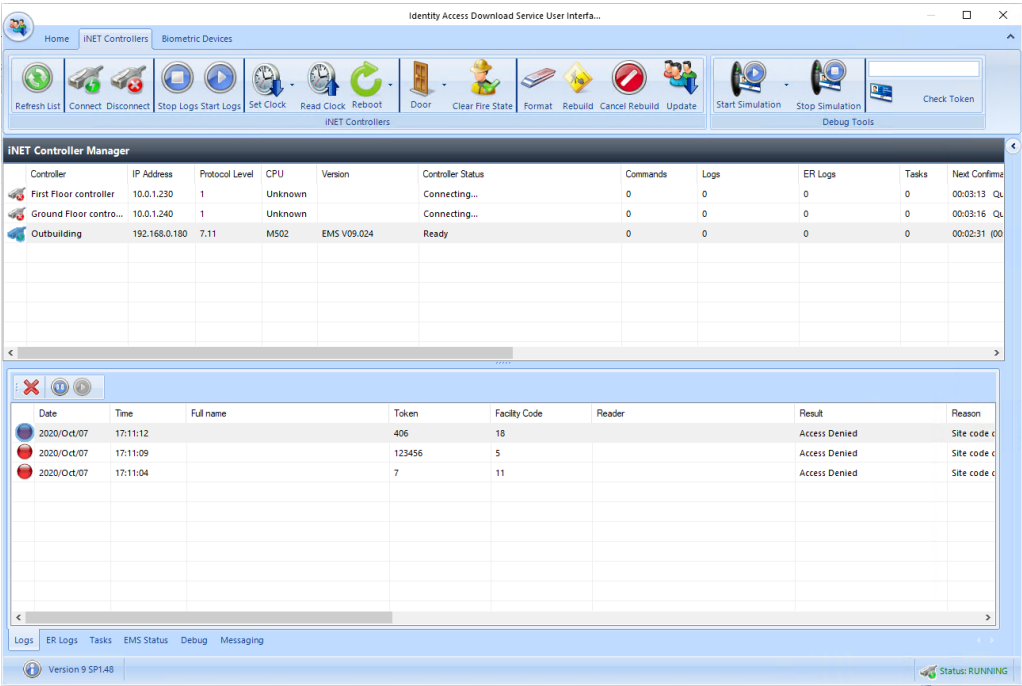 Identity Access Download Service User Interfa...
Home iNET Controllers Biometric Devices
Refresh List Connect Disconnect Stop Logs Start Logs Set Clock Read Clock Reboot Door Clear Fire State Format Rebuild Cancel Rebuild Update Start Simulation Stop Simulation Check Token
iNET Controllers Debug Tools
iNET Controller Manager
Controller IP Address Protocol Level CPU Version Controller Status Commands Logs ER Logs Tasks Next Confirma
First Floor controller 10.0.1.230 1 Unknown Connecting... 0 0 0 0 00:03:13 Qu
Ground Floor contro... 10.0.1.240 1 Unknown Connecting... 0 0 0 0 00:03:16 Qu
Outbuilding 192.168.0.180 7.11 M502 EMS V09.024 Ready 0 0 0 0 00:02:31 (00
Date Time Full name Token Facility Code Reader Result Reason
2020/Oct/07 17:11:12 406 18 Access Denied Site code c
2020/Oct/07 17:11:09 123456 5 Access Denied Site code c
2020/Oct/07 17:11:04 7 11 Access Denied Site code c
Logs ER Logs Tasks EMS Status Debug Messaging
Version 9 SP1.48 Status: RUNNING